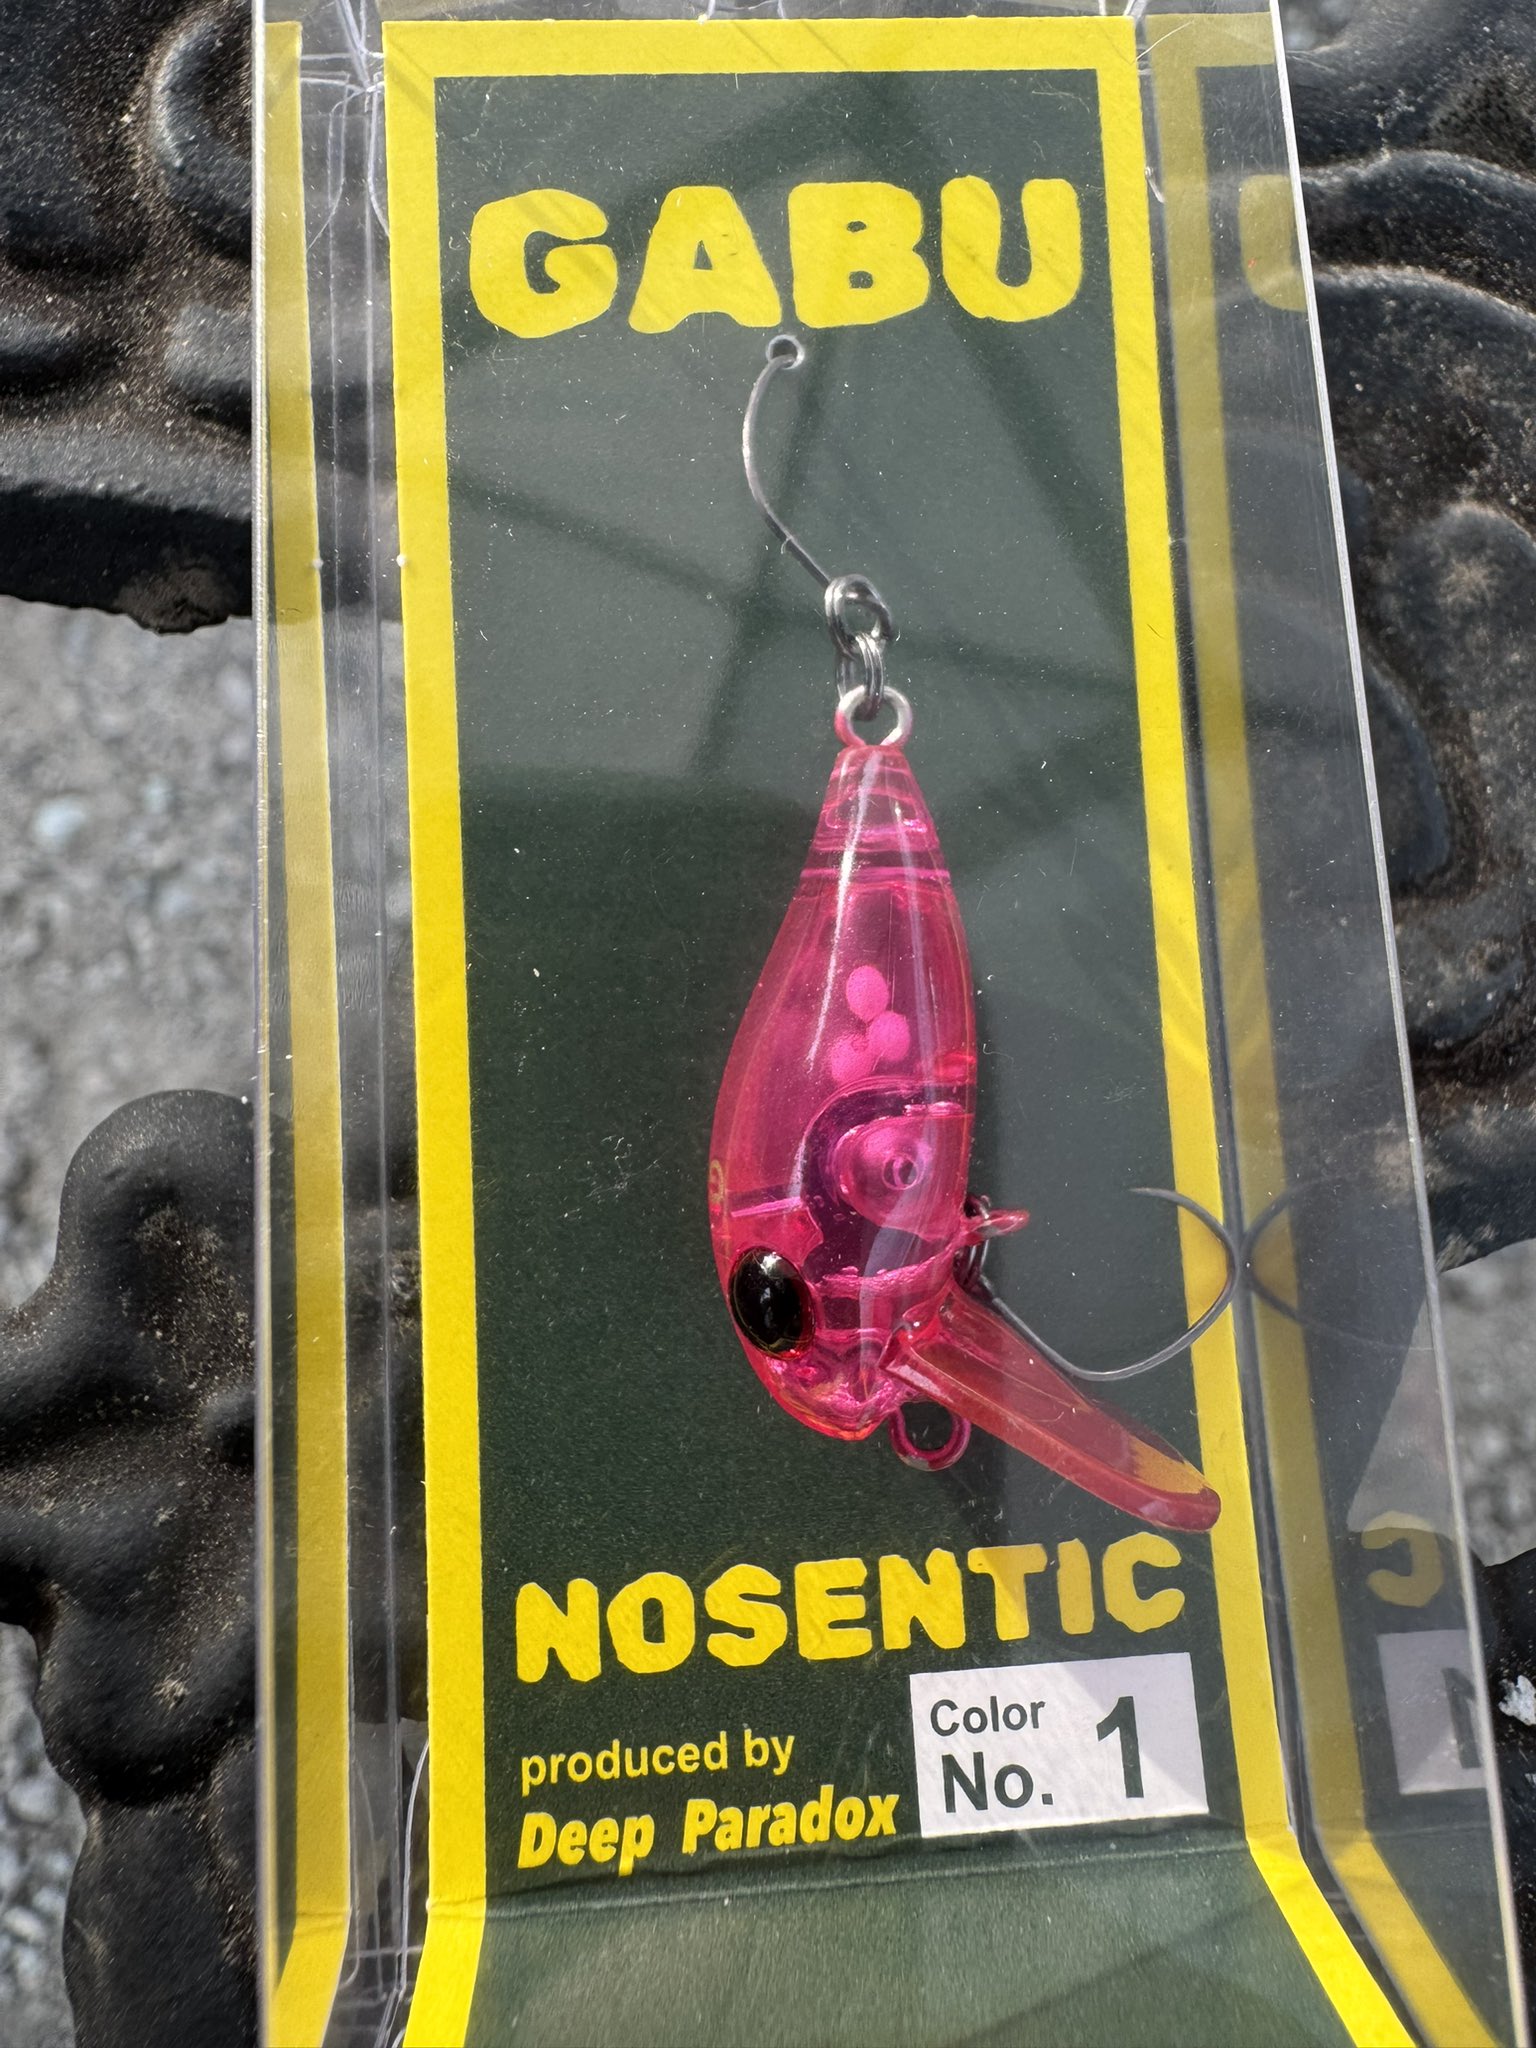 GABU
NOSENTIC
produced by
Deep Paradox
Color
No. 1